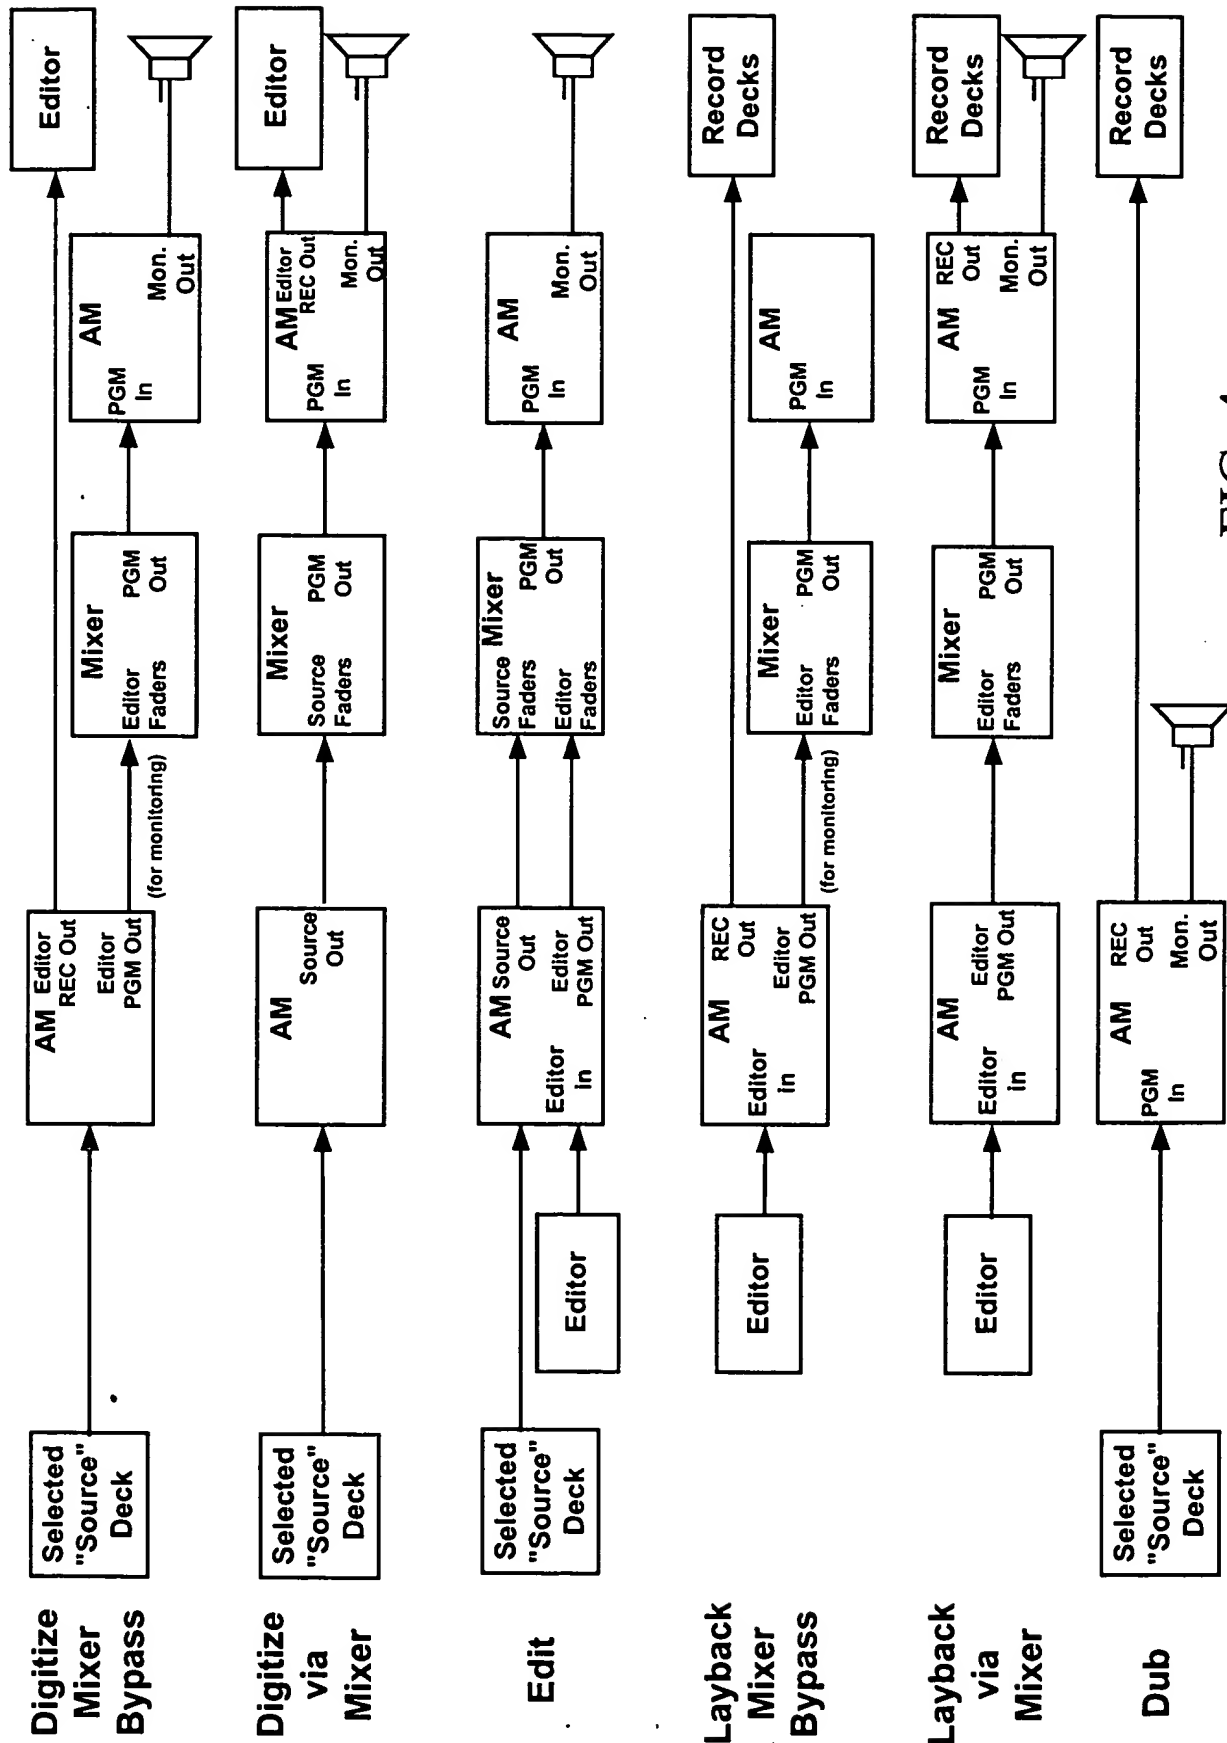 Digitize
Mixer
Bypass
Selected
"Source"
Deck
AM
Editor
REC Out
Editor
PGM Out
(for monitoring)
Mixer
Editor
Faders
PGM
Out
AM
PGM
In
Mon.
Out
Editor
Digitize
via
Mixer
Selected
"Source"
Deck
AM
Source
Out
Mixer
Source
Faders
PGM
Out
AM
PGM
In
Editor
REC Out
Mon.
Out
Editor
Edit
Selected
"Source"
Deck
Editor
AM
Editor
in
Source
Out
Editor
PGM Out
Mixer
Source
Faders
Editor
Faders
PGM
Out
AM
PGM
In
Mon.
Out
Layback
Mixer
Bypass
Editor
AM
Editor
in
REC
Out
Editor
PGM Out
(for monitoring)
Mixer
Editor
Faders
PGM
Out
AM
PGM
In
Record
Decks
Layback
via
Mixer
Editor
AM
Editor
in
Editor
PGM Out
Mixer
Editor
Faders
PGM
Out
AM
PGM
In
REC
Out
Mon.
Out
Record
Decks
Dub
Selected
"Source"
Deck
AM
PGM
In
REC
Out
Mon.
Out
Record
Decks